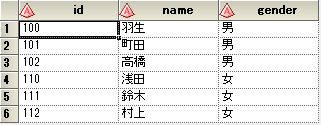 id name gender
1 100 羽生 男
2 101 町田 男
3 102 高橋 男
4 110 浅田 女
5 111 鈴木 女
6 112 村上 女